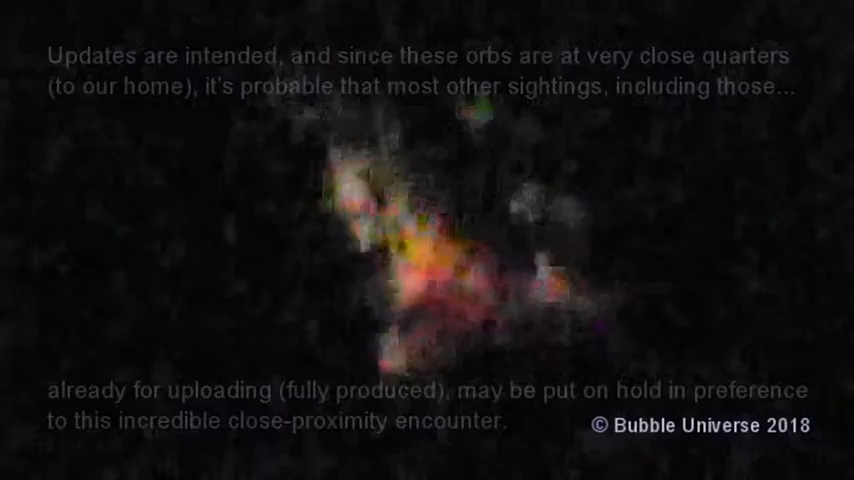 Updates are intended, and since these orbs are at very close quarters
(to our home), it's probable that most other sightings, including those...
already for uploading (fully produced), may be put on hold in preference
to this incredible close-proximity encounter.
© Bubble Universe 2018